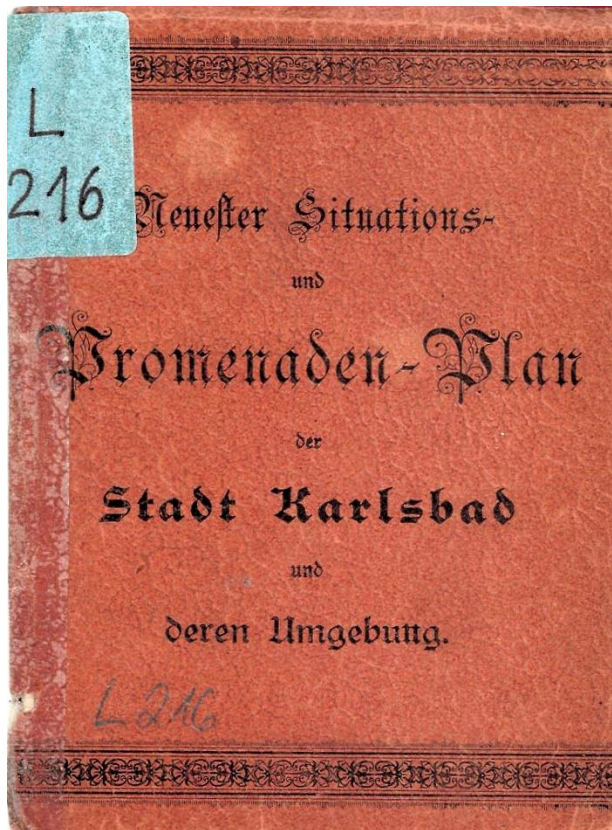 L
216
Neuester Situations-
und
Promenaden-Plan
der
Stadt Karlsbad
und
deren Umgebung.
L 216